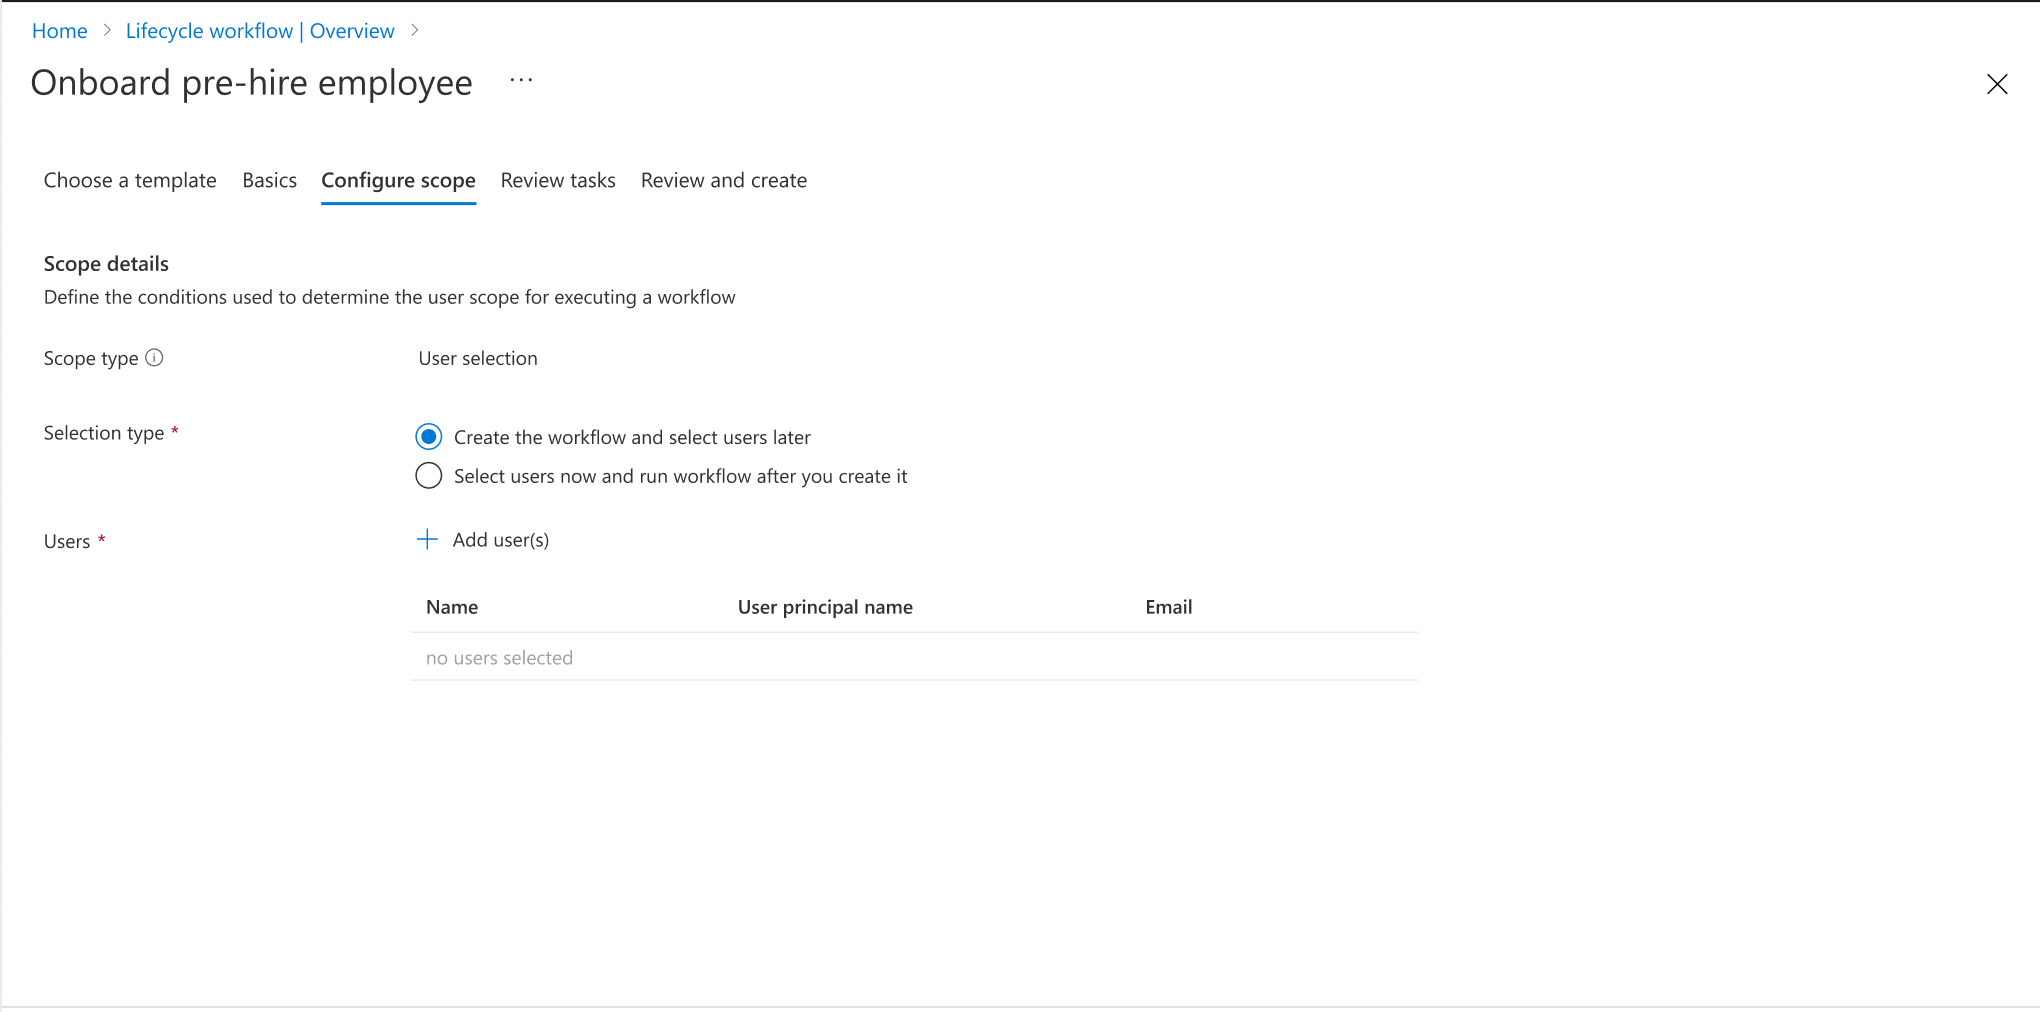 Home > Lifecycle workflow | Overview >
Onboard pre-hire employee ...
Choose a template Basics Configure scope Review tasks Review and create
Scope details
Define the conditions used to determine the user scope for executing a workflow
Scope type User selection
Selection type * Create the workflow and select users later
Select users now and run workflow after you create it
Users * + Add user(s)
Name User principal name Email
no users selected